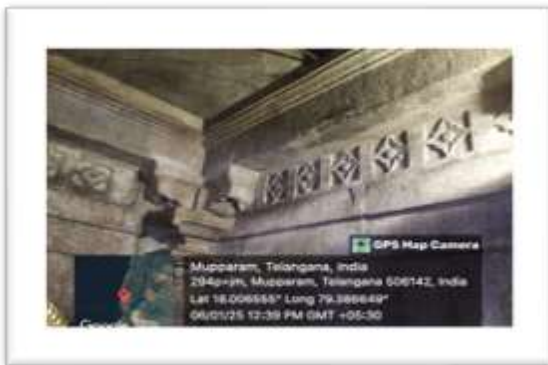 GPS Map Camera
Mupparam, Telangana, India
Mupparam, Telangana 506142, India
Lat 18.006555° Long 79.386649°
06/01/25 12:39 PM GMT +05:30
Google